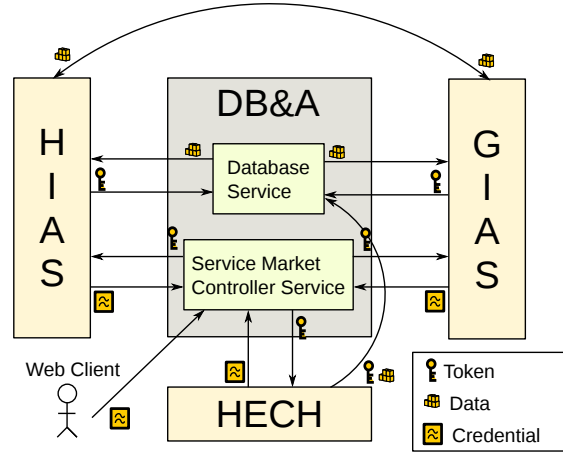 DB&A
H
I
A
S
G
I
A
S
Database
Service
Service Market
Controller Service
Web Client
HECH
Token
Data
Credential